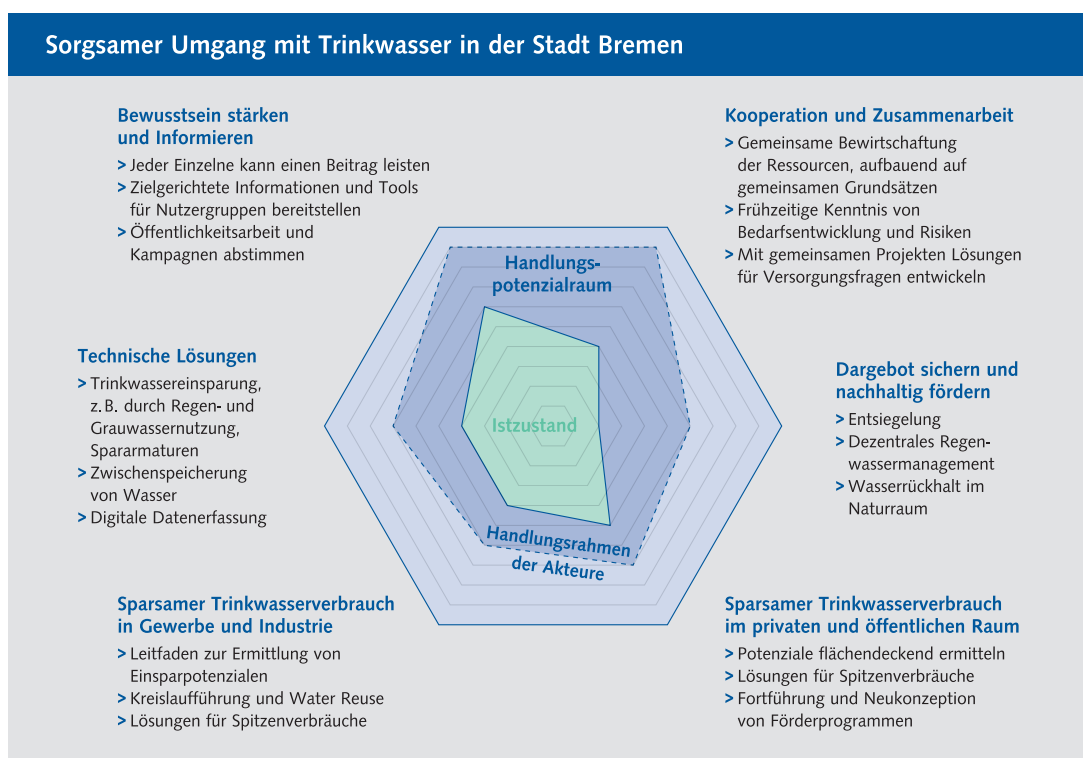 Sorgsamer Umgang mit Trinkwasser in der Stadt Bremen
Bewusstsein stärken
und Informieren
> Jeder Einzelne kann einen Beitrag leisten
> Zielgerichtete Informationen und Tools
für Nutzergruppen bereitstellen
> Öffentlichkeitsarbeit und
Kampagnen abstimmen
Kooperation und Zusammenarbeit
> Gemeinsame Bewirtschaftung
der Ressourcen, aufbauend auf
gemeinsamen Grundsätzen
> Frühzeitige Kenntnis von
Bedarfsentwicklung und Risiken
> Mit gemeinsamen Projekten Lösungen
für Versorgungsfragen entwickeln
Handlungs-
potenzialraum
Technische Lösungen
> Trinkwassereinsparung,
z. B. durch Regen- und
Grauwassernutzung,
Spararmaturen
> Zwischenspeicherung
von Wasser
> Digitale Datenerfassung
Istzustand
Dargebot sichern und
nachhaltig fördern
> Entsiegelung
> Dezentrales Regen-
wassermanagement
> Wasserrückhalt im
Naturraum
Handlungsrahmen
der Akteure
Sparsamer Trinkwasserverbrauch
in Gewerbe und Industrie
> Leitfaden zur Ermittlung von
Einsparpotenzialen
> Kreislaufführung und Water Reuse
> Lösungen für Spitzenverbräuche
Sparsamer Trinkwasserverbrauch
im privaten und öffentlichen Raum
> Potenziale flächendeckend ermitteln
> Lösungen für Spitzenverbräuche
> Fortführung und Neukonzeption
von Förderprogrammen